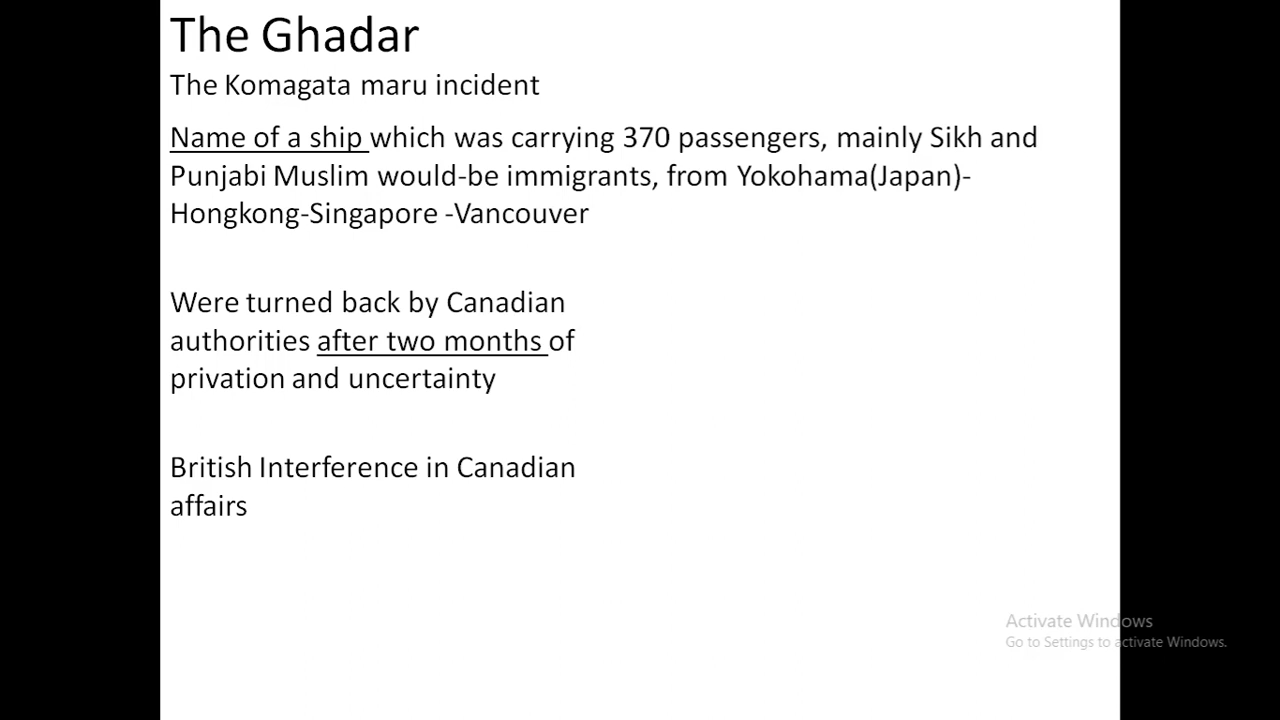 The Ghadar
The Komagata maru incident
Name of a ship which was carrying 370 passengers, mainly Sikh and
Punjabi Muslim would-be immigrants, from Yokohama(Japan)-
Hongkong-Singapore -Vancouver
Were turned back by Canadian
authorities after two months of
privation and uncertainty
British Interference in Canadian
affairs
Activate Windows
Go to Settings to activate Windows.